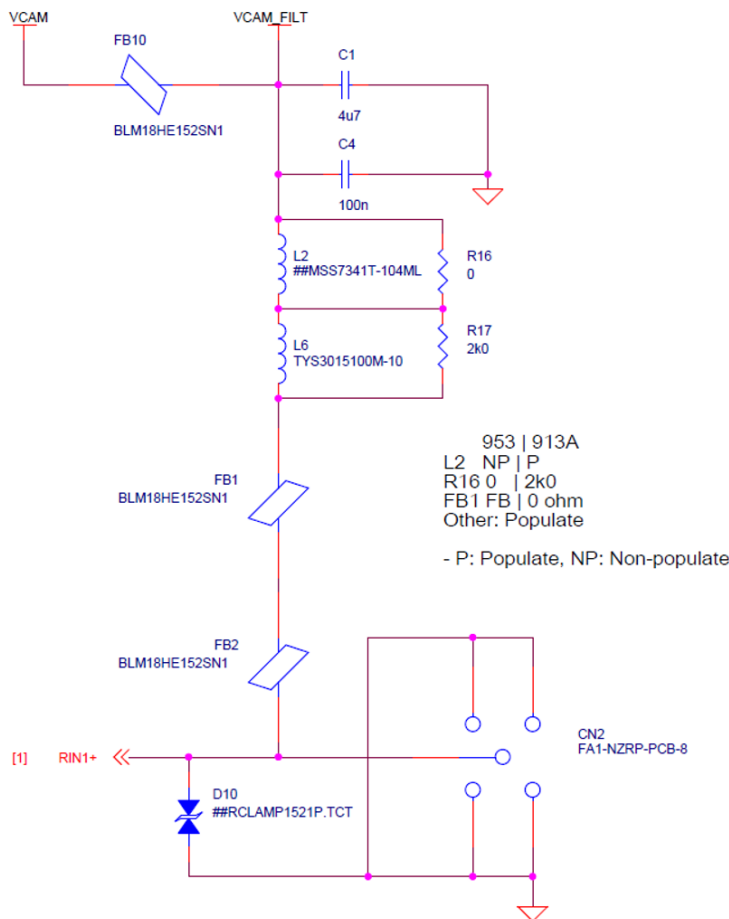 VCAM
VCAM_FILT
FB10
BLM18HE152SN1
C1
4u7
C4
100n
L2
##MSS7341T-104ML
R16
0
L6
TYS3015100M-10
R17
2k0
953 | 913A
L2 NP | P
R16 0 | 2k0
FB1 FB | 0 ohm
Other: Populate
- P: Populate, NP: Non-populate
FB1
BLM18HE152SN1
FB2
BLM18HE152SN1
CN2
FA1-NZRP-PCB-8
[1] RIN1+
D10
##RCLAMP1521P.TCT